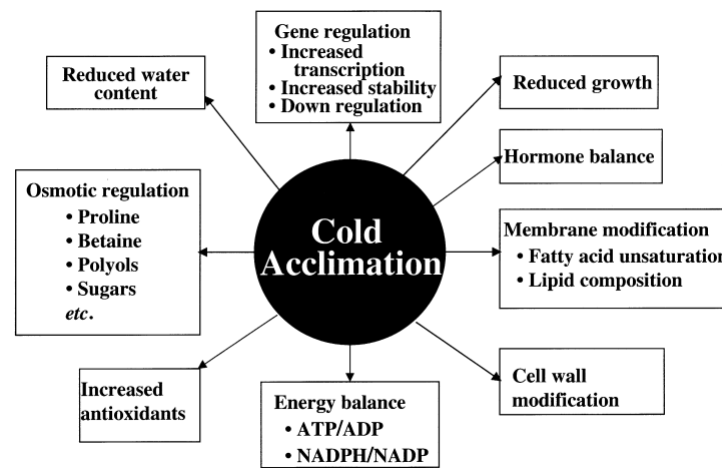 Gene regulation
• Increased
transcription
• Increased stability
• Down regulation
Reduced water
content
Reduced growth
Hormone balance
Osmotic regulation
• Proline
• Betaine
• Polyols
• Sugars
etc.
Cold
Acclimation
Membrane modification
• Fatty acid unsaturation
• Lipid composition
Increased
antioxidants
Energy balance
• ATP/ADP
• NADPH/NADP
Cell wall
modification